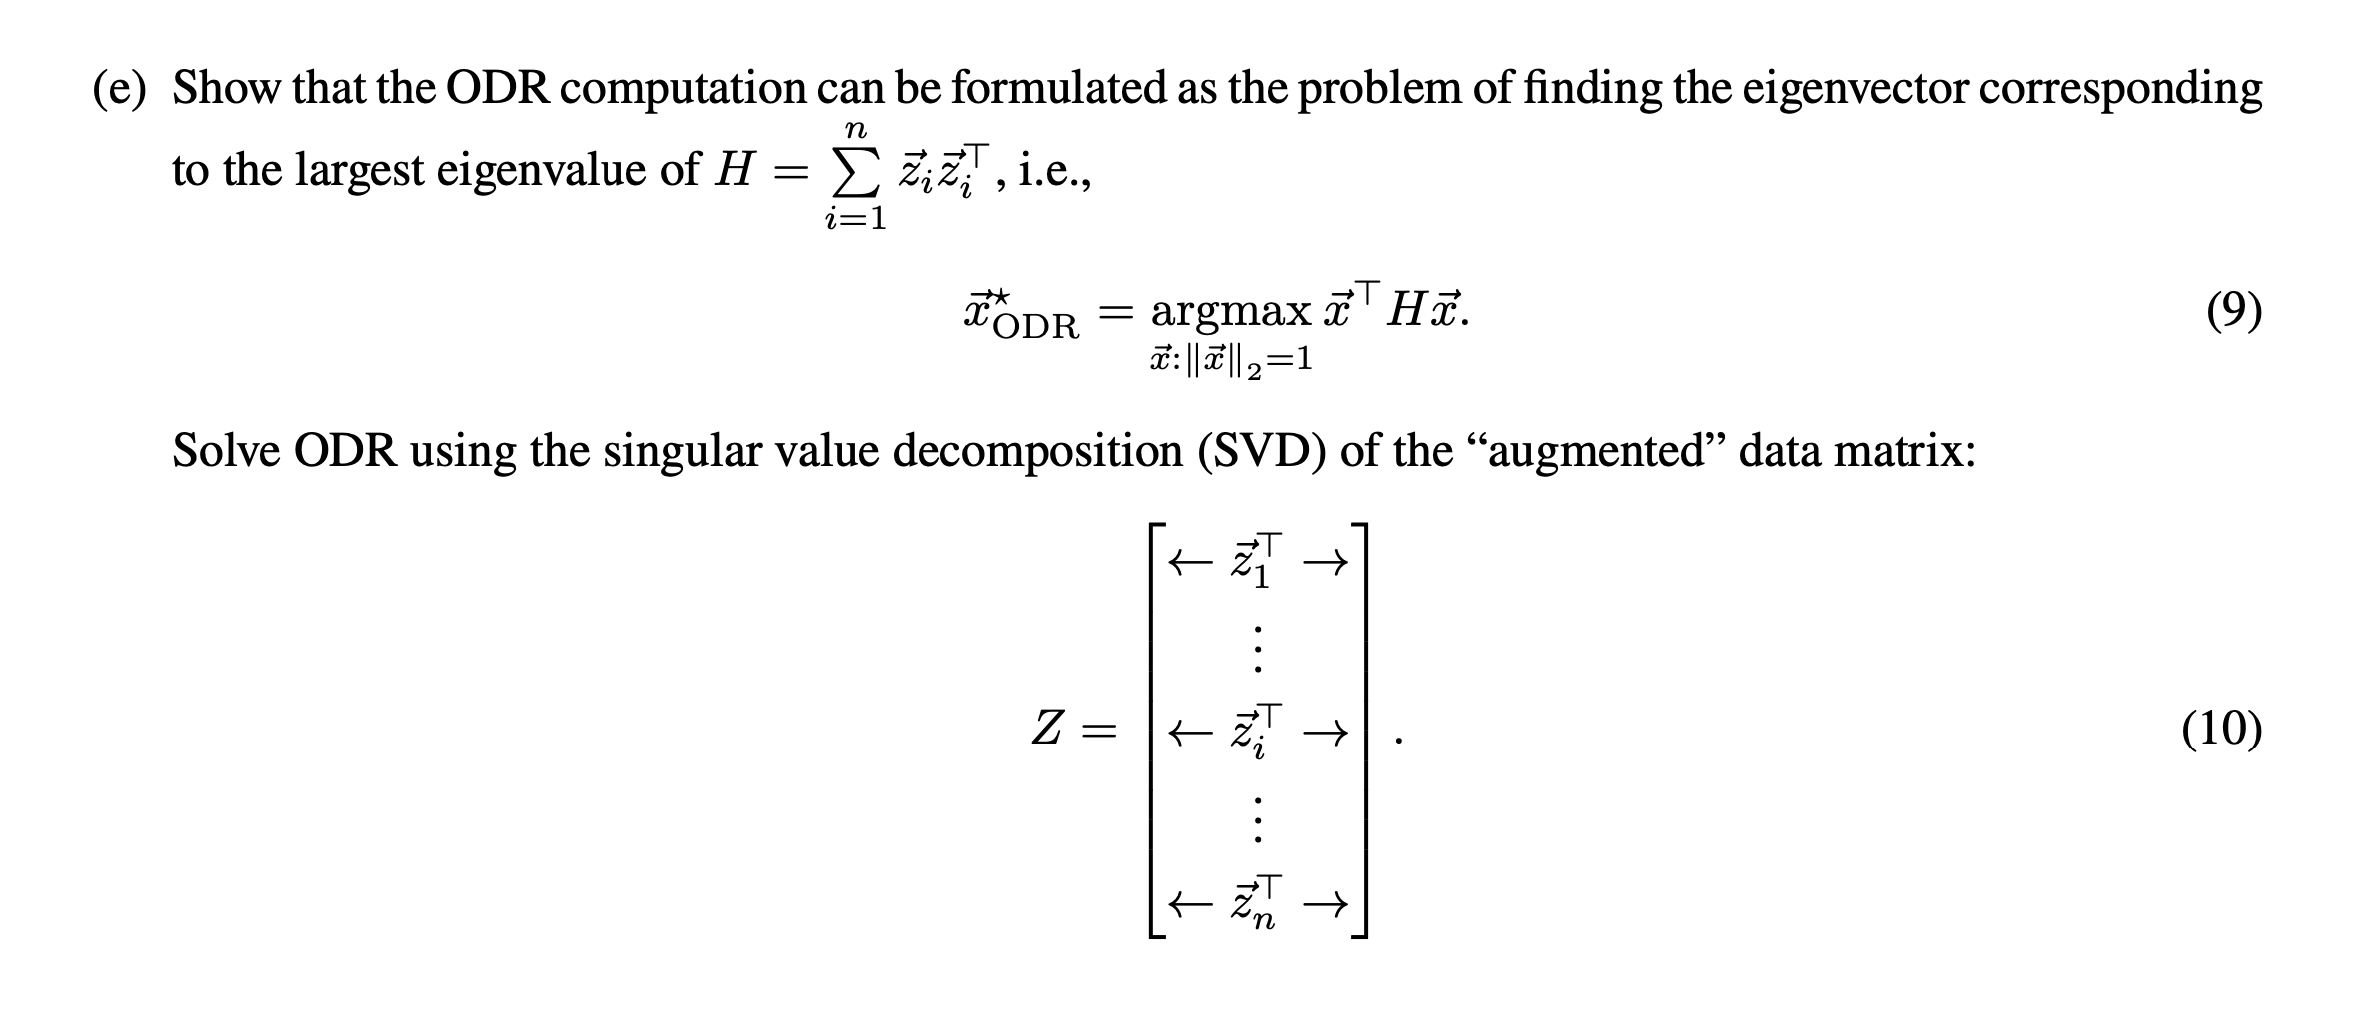 (e) Show that the ODR computation can be formulated as the problem of finding the eigenvector corresponding
to the largest eigenvalue of $H = \sum_{i=1}^{n} \vec{z}_i \vec{z}_i^\top$, i.e.,
$\vec{x}^\star_{\mathrm{ODR}} = \underset{\vec{x}:\|\vec{x}\|_2=1}{\operatorname{argmax}} \vec{x}^\top H \vec{x}.$ (9)
Solve ODR using the singular value decomposition (SVD) of the “augmented” data matrix:
$Z = \begin{bmatrix} \leftarrow \vec{z}_1^\top \rightarrow \\ \vdots \\ \leftarrow \vec{z}_i^\top \rightarrow \\ \vdots \\ \leftarrow \vec{z}_n^\top \rightarrow \end{bmatrix}.$ (10)